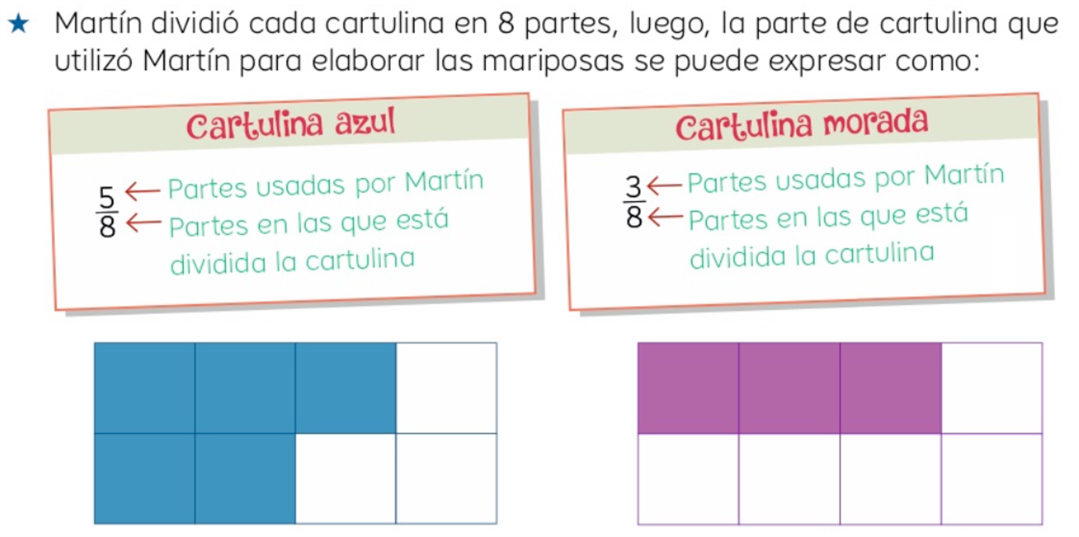 ★ Martín dividió cada cartulina en 8 partes, luego, la parte de cartulina que
utilizó Martín para elaborar las mariposas se puede expresar como:
Cartulina azul
5 ← Partes usadas por Martín
8 ← Partes en las que está
dividida la cartulina
Cartulina morada
3 ← Partes usadas por Martín
8 ← Partes en las que está
dividida la cartulina